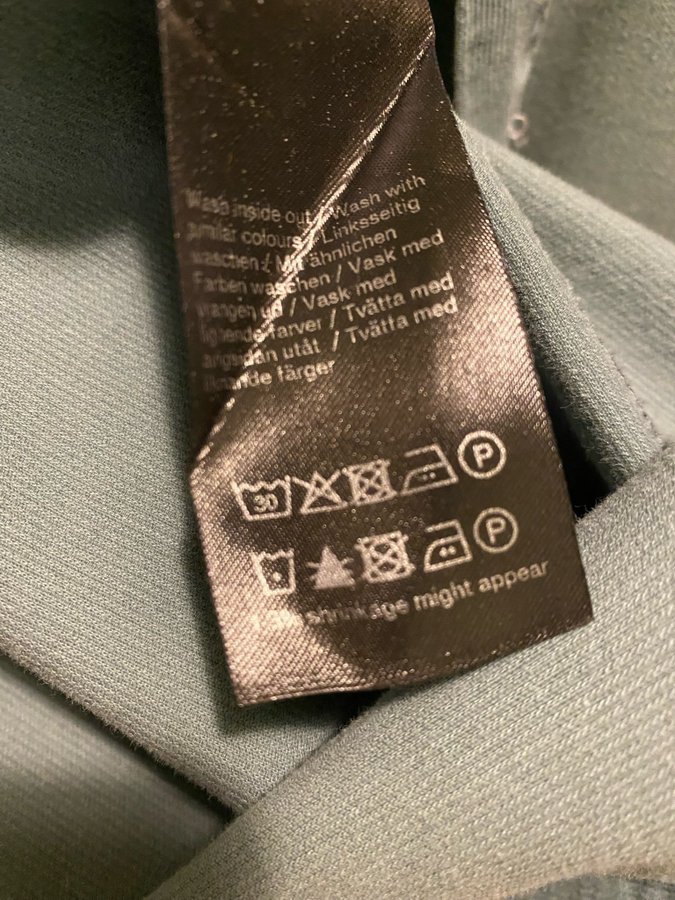 Wash inside out / Wash with
similar colours / Linksseitig
waschen / Mit ähnlichen
Farben waschen / Vask med
vrangen ud / Vask med
lignende farver / Tvätta med
avigsidan utåt / Tvätta med
liknande färger
30 P
P
shrinkage might appear